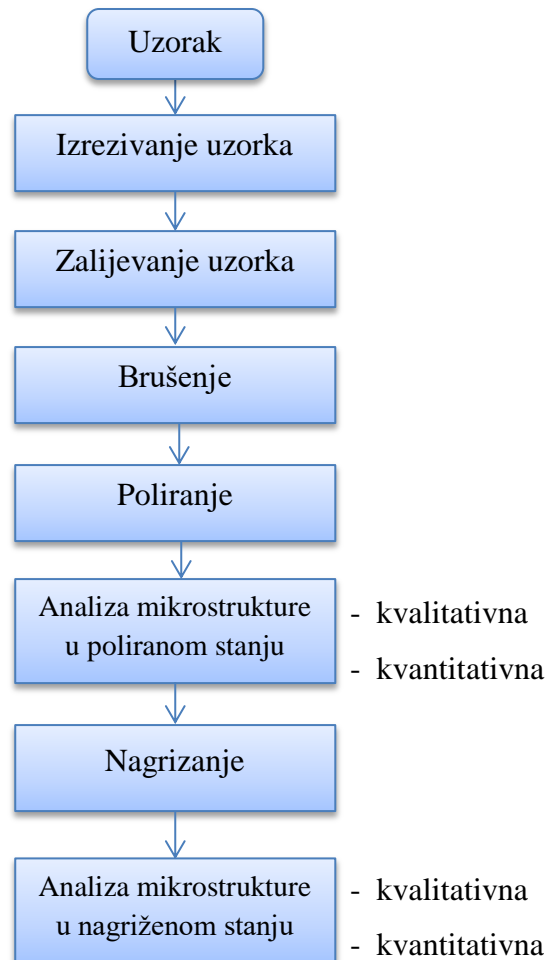 Uzorak
Izrezivanje uzorka
Zalijevanje uzorka
Brušenje
Poliranje
Analiza mikrostrukture
u poliranom stanju
- kvalitativna
- kvantitativna
Nagrizanje
Analiza mikrostrukture
u nagriženom stanju
- kvalitativna
- kvantitativna